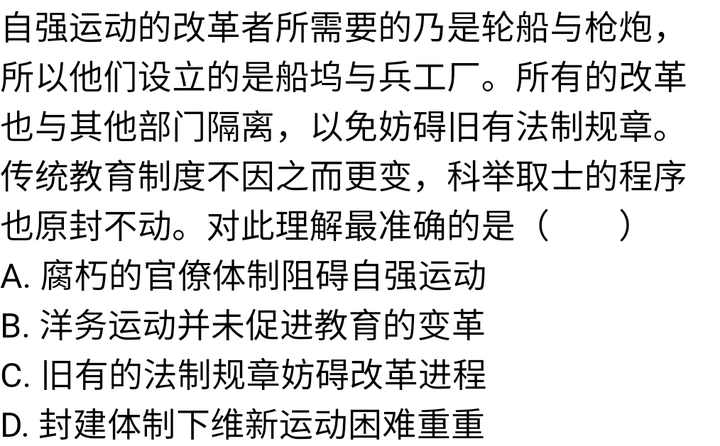 自强运动的改革者所需要的乃是轮船与枪炮，
所以他们设立的是船坞与兵工厂。所有的改革
也与其他部门隔离，以免妨碍旧有法制规章。
传统教育制度不因之而更变，科举取士的程序
也原封不动。对此理解最准确的是（　　）
A. 腐朽的官僚体制阻碍自强运动
B. 洋务运动并未促进教育的变革
C. 旧有的法制规章妨碍改革进程
D. 封建体制下维新运动困难重重